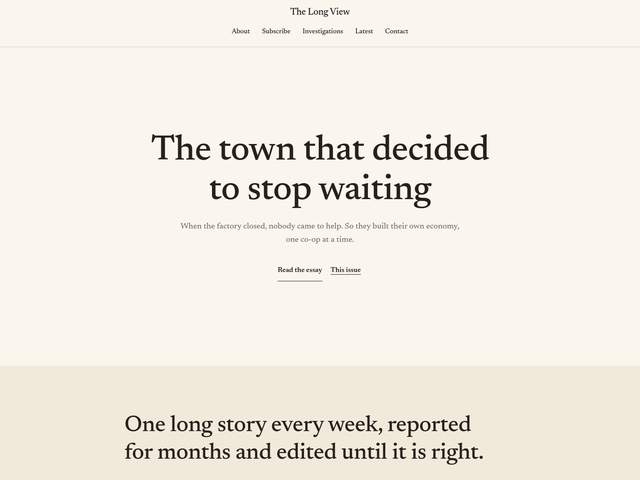 The Long View
About Subscribe Investigations Latest Contact
The town that decided
to stop waiting
When the factory closed, nobody came to help. So they built their own economy,
one co-op at a time.
Read the essay This issue
One long story every week, reported
for months and edited until it is right.